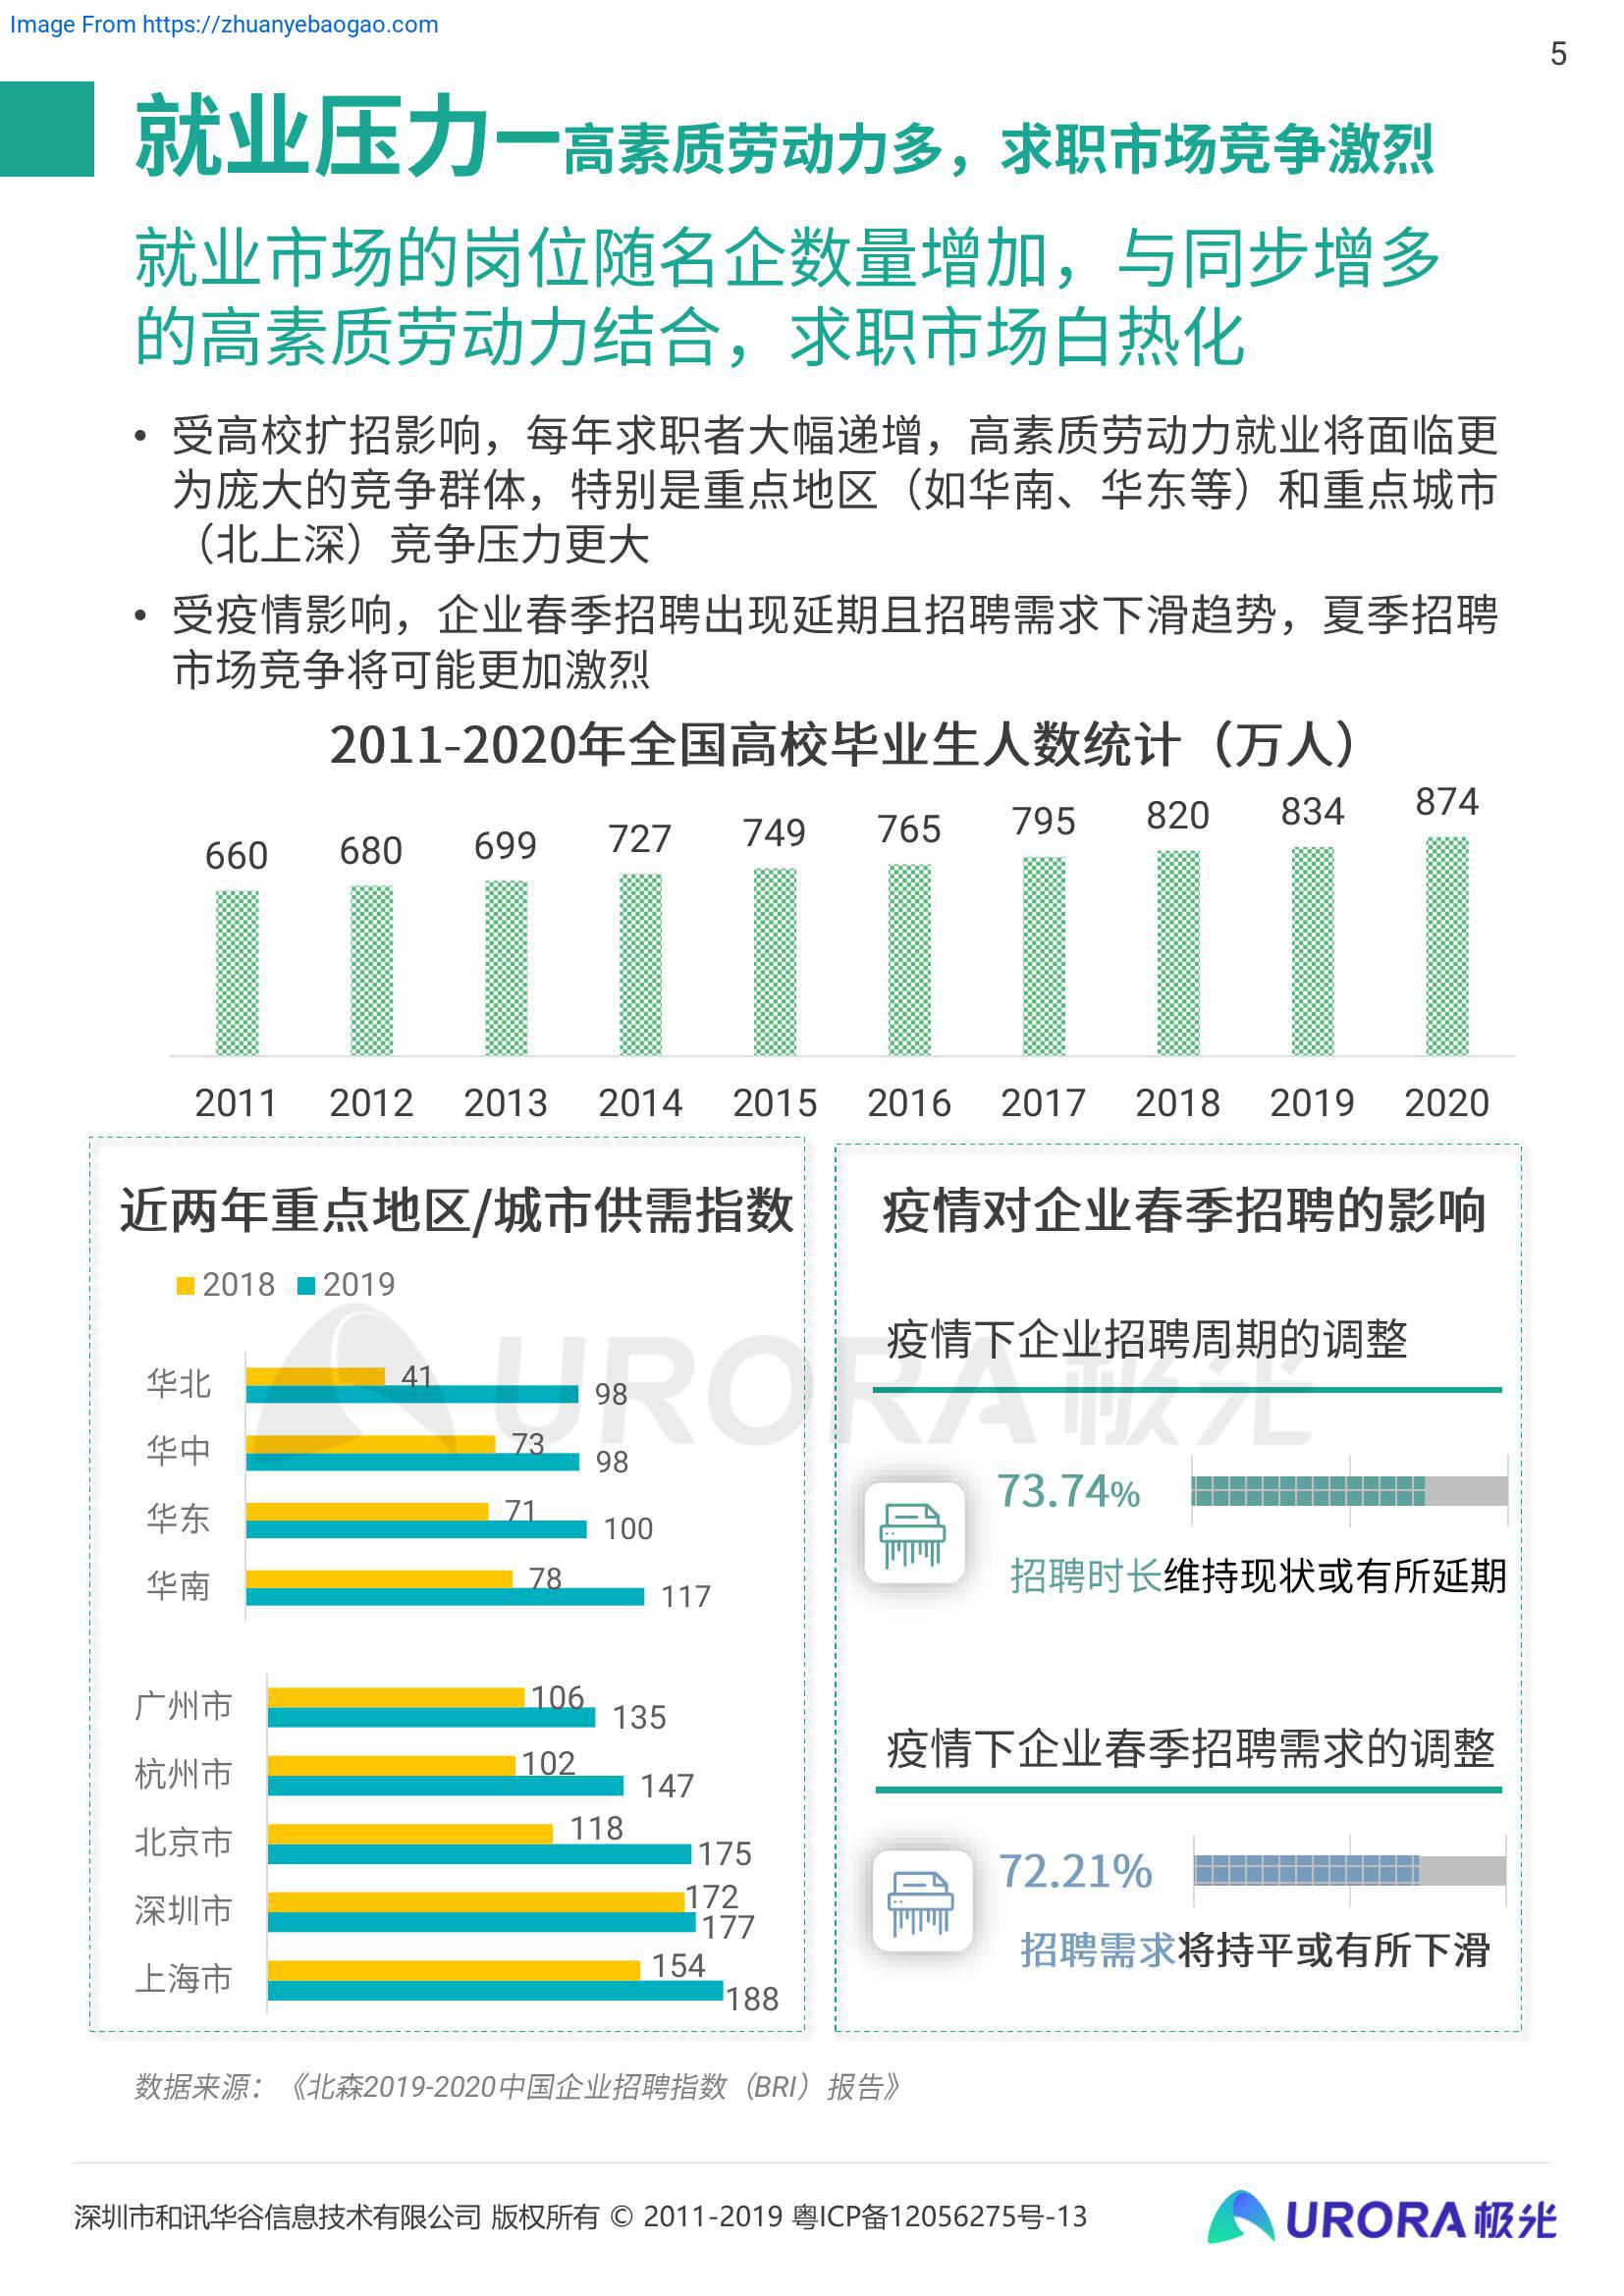 Image From https://zhuanyebaogao.com
5
就业压力—高素质劳动力多，求职市场竞争激烈
就业市场的岗位随名企数量增加，与同步增多
的高素质劳动力结合，求职市场白热化
• 受高校扩招影响，每年求职者大幅递增，高素质劳动力就业将面临更
为庞大的竞争群体，特别是重点地区（如华南、华东等）和重点城市
（北上深）竞争压力更大
• 受疫情影响，企业春季招聘出现延期且招聘需求下滑趋势，夏季招聘
市场竞争将可能更加激烈
2011-2020年全国高校毕业生人数统计（万人）
660 680 699 727 749 765 795 820 834 874
2011 2012 2013 2014 2015 2016 2017 2018 2019 2020
近两年重点地区/城市供需指数
2018 2019
华北 41 98
华中 73 98
华东 71 100
华南 78 117
广州市 106 135
杭州市 102 147
北京市 118 175
深圳市 172 177
上海市 154 188
疫情对企业春季招聘的影响
疫情下企业招聘周期的调整
73.74%
招聘时长维持现状或有所延期
疫情下企业春季招聘需求的调整
72.21%
招聘需求将持平或有所下滑
URORA极光
数据来源：《北森2019-2020中国企业招聘指数（BRI）报告》
深圳市和讯华谷信息技术有限公司 版权所有 © 2011-2019 粤ICP备12056275号-13
URORA极光